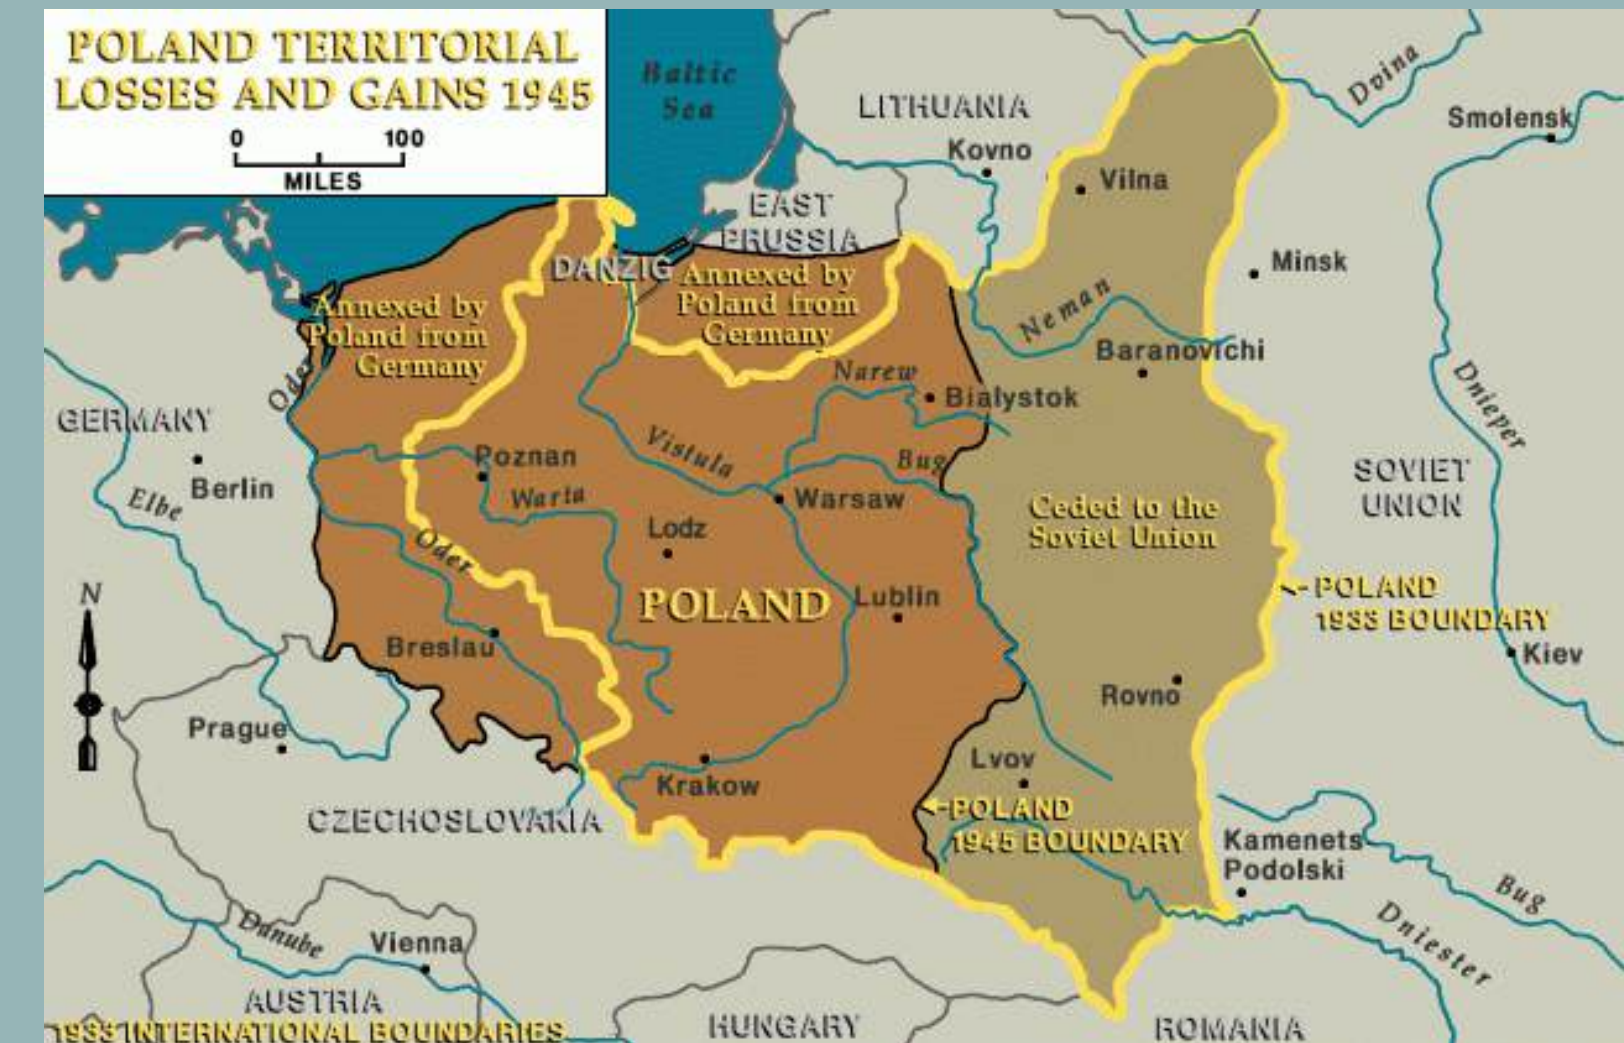 POLAND TERRITORIAL
LOSSES AND GAINS 1945
0 100
MILES
Baltic
Sea
LITHUANIA
Kovno
Vilna
Dvina
Smolensk
EAST
PRUSSIA
Minsk
DANZIG
Annexed by
Poland from
Germany
Annexed by
Poland from
Germany
Neman
Baranovichi
Oder
Narew
Bialystok
Dnieper
GERMANY
Berlin
Elbe
Poznan
Warta
Vistula
Bug
Warsaw
Ceded to the
Soviet Union
SOVIET
UNION
Oder
Lodz
POLAND
Lublin
POLAND
1933 BOUNDARY
N
Breslau
Kiev
Rovno
Prague
Krakow
Lvov
POLAND
1945 BOUNDARY
CZECHOSLOVAKIA
Kamenets
Podolski
Bug
Dniester
Danube
Vienna
AUSTRIA
HUNGARY
ROMANIA
1933 INTERNATIONAL BOUNDARIES